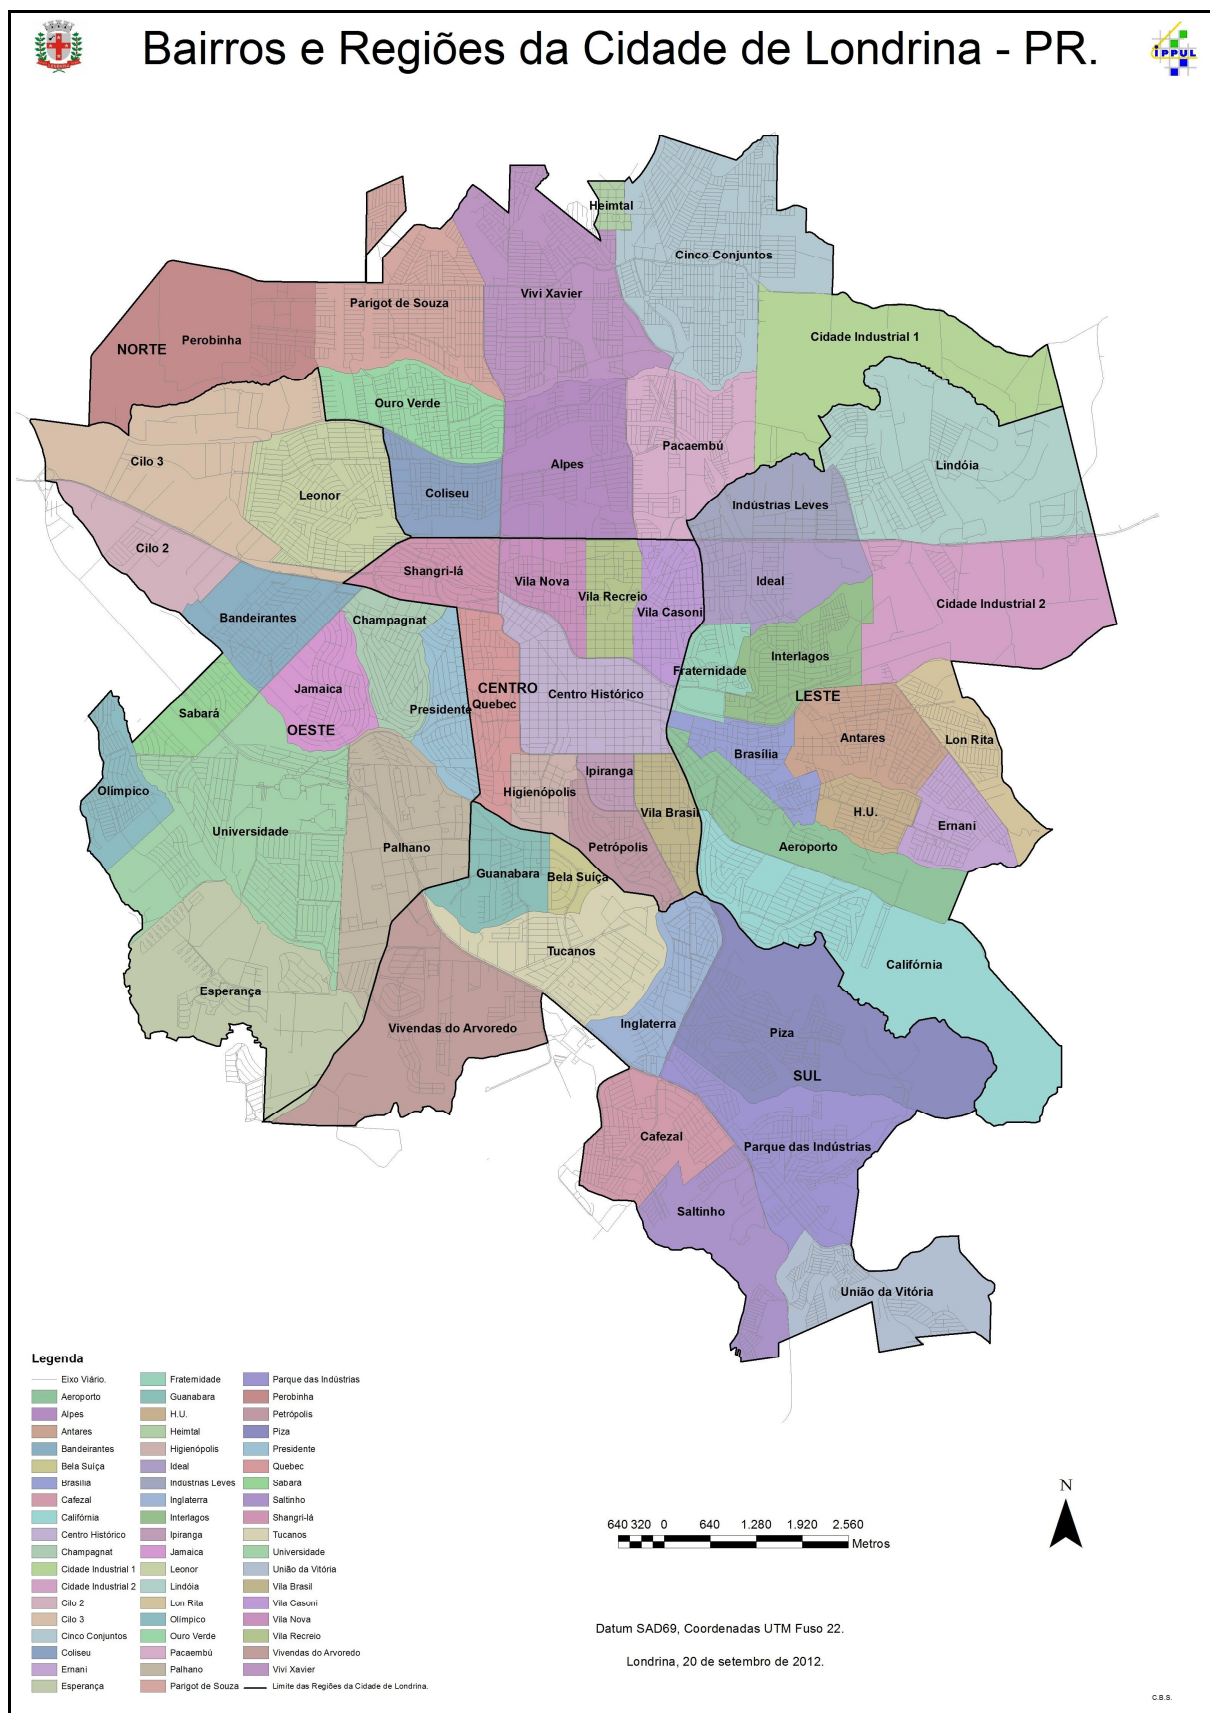 Bairros e Regiões da Cidade de Londrina - PR.
IPPUL
Heimtal
Cinco Conjuntos
Vivi Xavier
Parigot de Souza
Perobinha
NORTE
Cidade Industrial 1
Ouro Verde
Pacaembú
Cilo 3
Alpes
Lindóia
Leonor
Coliseu
Indústrias Leves
Cilo 2
Shangri-lá
Vila Nova
Vila Recreio
Ideal
Vila Casoni
Cidade Industrial 2
Bandeirantes
Champagnat
Interlagos
Fraternidade
Jamaica
CENTRO
Centro Histórico
LESTE
Quebec
Presidente
Sabará
OESTE
Antares
Lon Rita
Brasília
Ipiranga
Olímpico
Higienópolis
Vila Brasil
H.U.
Ernani
Universidade
Palhano
Petrópolis
Aeroporto
Guanabara
Bela Suíça
Tucanos
Califórnia
Esperança
Vivendas do Arvoredo
Inglaterra
Piza
SUL
Cafezal
Parque das Indústrias
Saltinho
União da Vitória
Legenda
Eixo Viário.
Aeroporto
Alpes
Antares
Bandeirantes
Bela Suíça
Brasília
Cafezal
Califórnia
Centro Histórico
Champagnat
Cidade Industrial 1
Cidade Industrial 2
Cilo 2
Cilo 3
Cinco Conjuntos
Coliseu
Ernani
Esperança
Fraternidade
Guanabara
H.U.
Heimtal
Higienópolis
Ideal
Indústrias Leves
Inglaterra
Interlagos
Ipiranga
Jamaica
Leonor
Lindóia
Lon Rita
Olímpico
Ouro Verde
Pacaembú
Palhano
Parigot de Souza
Parque das Indústrias
Perobinha
Petrópolis
Piza
Presidente
Quebec
Sabará
Saltinho
Shangri-lá
Tucanos
Universidade
União da Vitória
Vila Brasil
Vila Casoni
Vila Nova
Vila Recreio
Vivendas do Arvoredo
Vivi Xavier
Limite das Regiões da Cidade de Londrina.
N
640 320 0 640 1.280 1.920 2.560
Metros
Datum SAD69, Coordenadas UTM Fuso 22.
Londrina, 20 de setembro de 2012.
C.B.S.